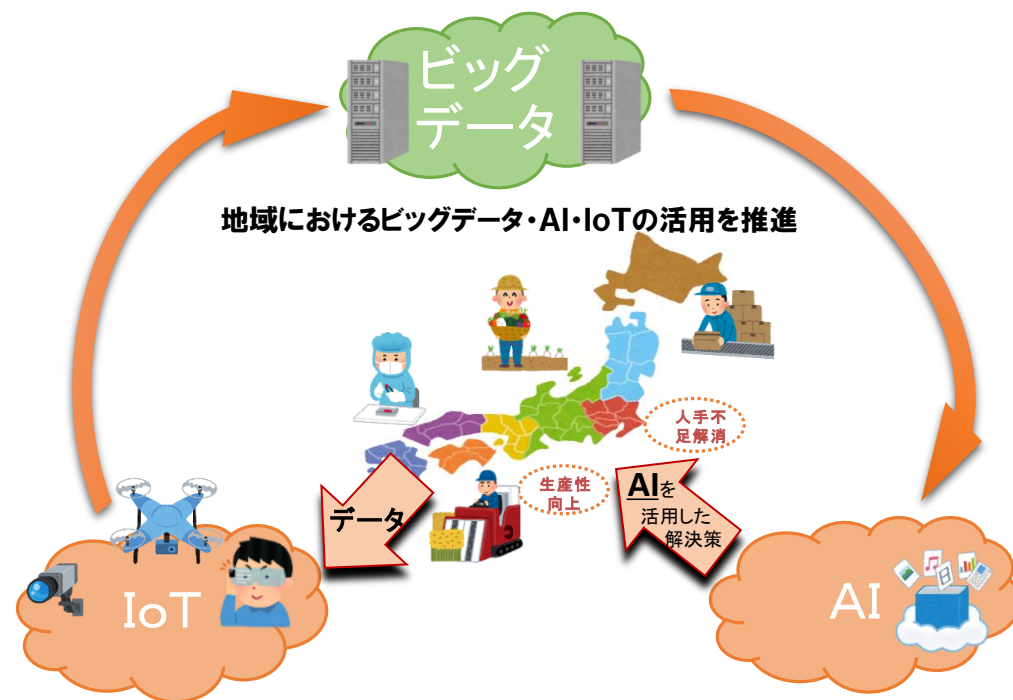 ビッグ
データ
地域におけるビッグデータ・AI・IoTの活用を推進
人手不
足解消
生産性
向上
AIを
活用した
解決策
データ
IoT
AI